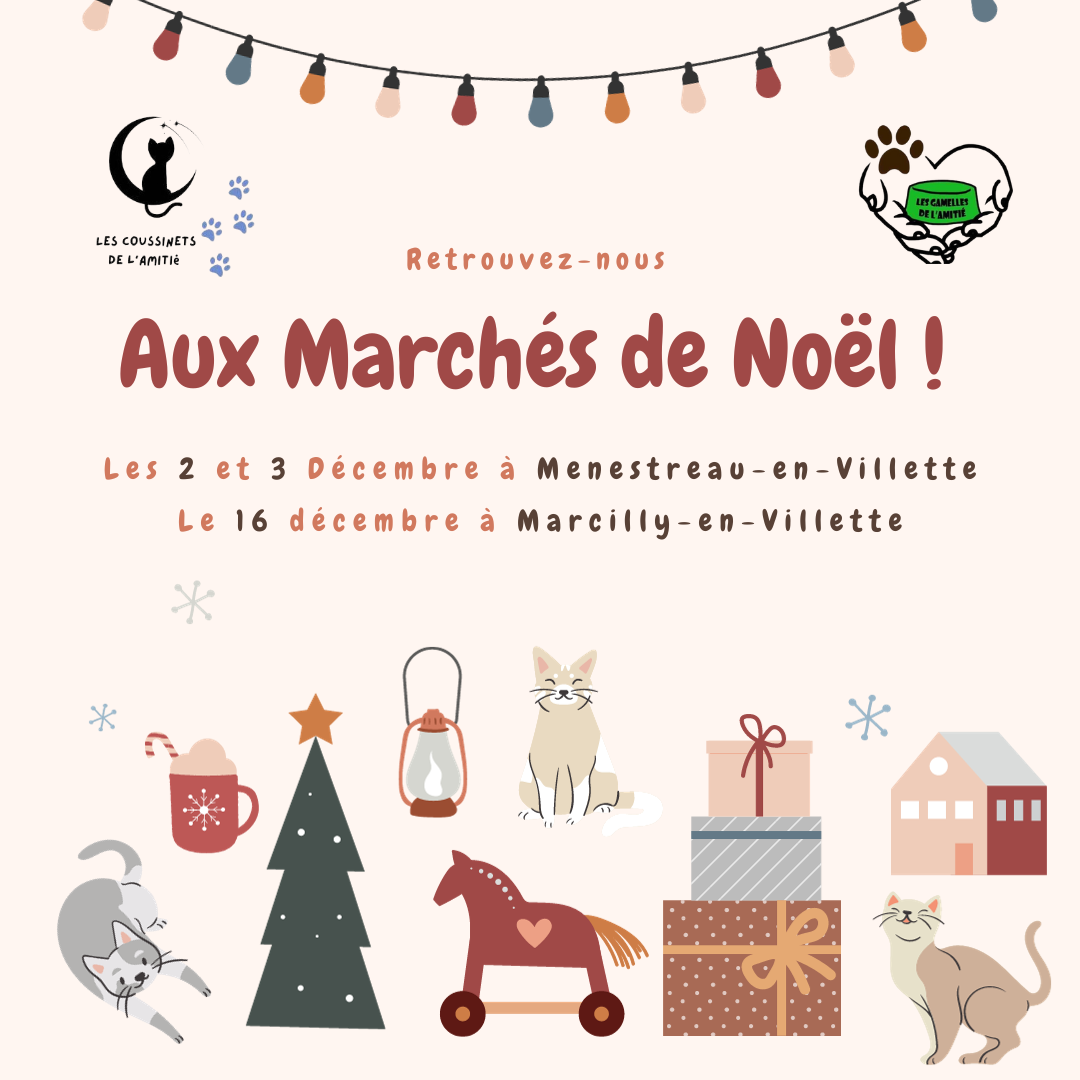 LES COUSSINETS
DE L'AMITIé
LES GAMELLES
DE L'AMITIÉ
Retrouvez-nous
Aux Marchés de Noël !
Les 2 et 3 Décembre à Menestreau-en-Villette
Le 16 décembre à Marcilly-en-Villette